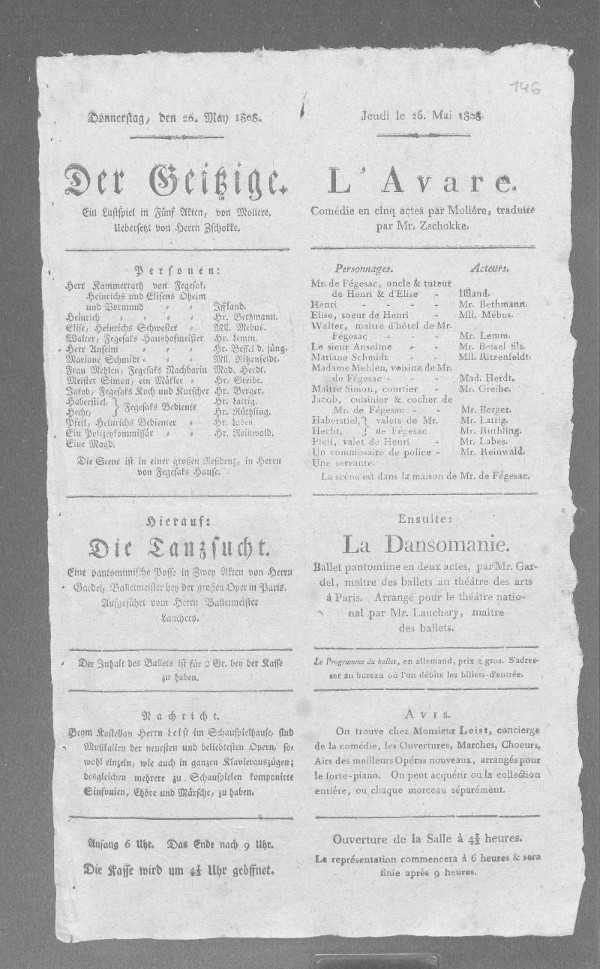 146
Donnerstag, den 26. May 1808.
Der Geitzige.
Ein Lustspiel in Fünf Akten, von Moliere.
Uebersetzt von Herrn Zschokke.
Personen:
Herr Kammerrath von Fegesak,
Heinrichs und Elisens Oheim
und Vormund - - Iffland.
Heinrich - - - Hr. Bethmann.
Elise, Heinrichs Schwester - Mll. Mebus.
Walter, Fegesaks Haushofmeister Hr. Lemm.
Herr Anselm - - Hr. Bessel d. jüng.
Mariane Schmidt - - Mll. Ritzenfeldt.
Frau Mehlen, Fegesaks Nachbarin Mad. Herdt.
Meister Simon, ein Mäkler - Hr. Greibe.
Jakob, Fegesaks Koch und Kutscher Hr. Berger.
Haberstiel, } Fegesaks Bediente Hr. Lattig.
Hecht, } Hr. Rüthling.
Pfeil, Heinrichs Bedienter - Hr. Labes.
Ein Polizeykommissär - - Hr. Reinwald.
Eine Magd.
Die Scene ist in einer großen Residenz, in Herrn
von Fegesaks Hause.
Hierauf:
Die Tanzsucht.
Eine pantomimische Posse in Zwey Akten von Herrn
Gardel, Balletmeister bey der großen Oper in Paris.
Aufgeführt vom Herrn Balletmeister
Lauchery.
Der Inhalt des Ballets ist für 2 Gr. bey der Kasse
zu haben.
Nachricht.
Beym Kastellan Herrn Leist im Schauspielhause, sind
Musikalien der neuesten und beliebtesten Opern, so-
wohl einzeln, wie auch in ganzen Klavierauszügen;
desgleichen mehrere zu Schauspielen komponirte
Sinfonien, Chöre und Märsche, zu haben.
Anfang 6 Uhr. Das Ende nach 9 Uhr.
Die Kasse wird um 4½ Uhr geöffnet.
Jeudi le 26. Mai 1808.
L'Avare.
Comédie en cinq actes par Molière, traduite
par Mr. Zschokke.
Personnages. Acteurs.
Mr. de Fégesac, oncle & tuteur
de Henri & d'Elise - - Iffland.
Henri - - - - Mr. Bethmann.
Elise, soeur de Henri - - Mll. Mébus.
Walter, maitre d'hôtel de Mr.
Fégesac - - - Mr. Lemm.
Le sieur Anselme - - Mr. Bessel fils.
Mariane Schmidt - - Mll. Ritzenfeldt.
Madame Mehlen, voisine de Mr.
de Fégesac - - - Mad. Herdt.
Maître Simon, courtier - Mr. Greibe.
Jacob, cuisinier & cocher de
Mr. de Fégesac - - Mr. Berger.
Haberstiel, } valets de Mr. Mr. Lattig.
Hecht, } de Fégesac Mr. Ruthling.
Pfeil, valet de Henri - Mr. Labes.
Un commissaire de police - Mr. Reinwald.
Une servante.
La scène est dans la maison de Mr. de Fégesac.
Ensuite:
La Dansomanie.
Ballet pantomime en deux actes, par Mr. Gar-
del, maître des ballets au théâtre des arts
à Paris. Arrangé pour le théâtre natio-
nal par Mr. Lauchery, maître
des ballets.
Le Programme du ballet, en allemand, prix 2 gros. S'adres-
ser au bureau où l'on débite les billets-d'entrée.
Avis.
On trouve chez Monsieur Leist, concierge
de la comédie, les Ouvertures, Marches, Choeurs,
Airs des meilleurs Opéras nouveaux, arrangés pour
le forte-piano. On peut acquérir ou la collection
entière, ou chaque morceau séparément.
Ouverture de la Salle à 4½ heures.
La représentation commencera à 6 heures & sera
finie après 9 heures.